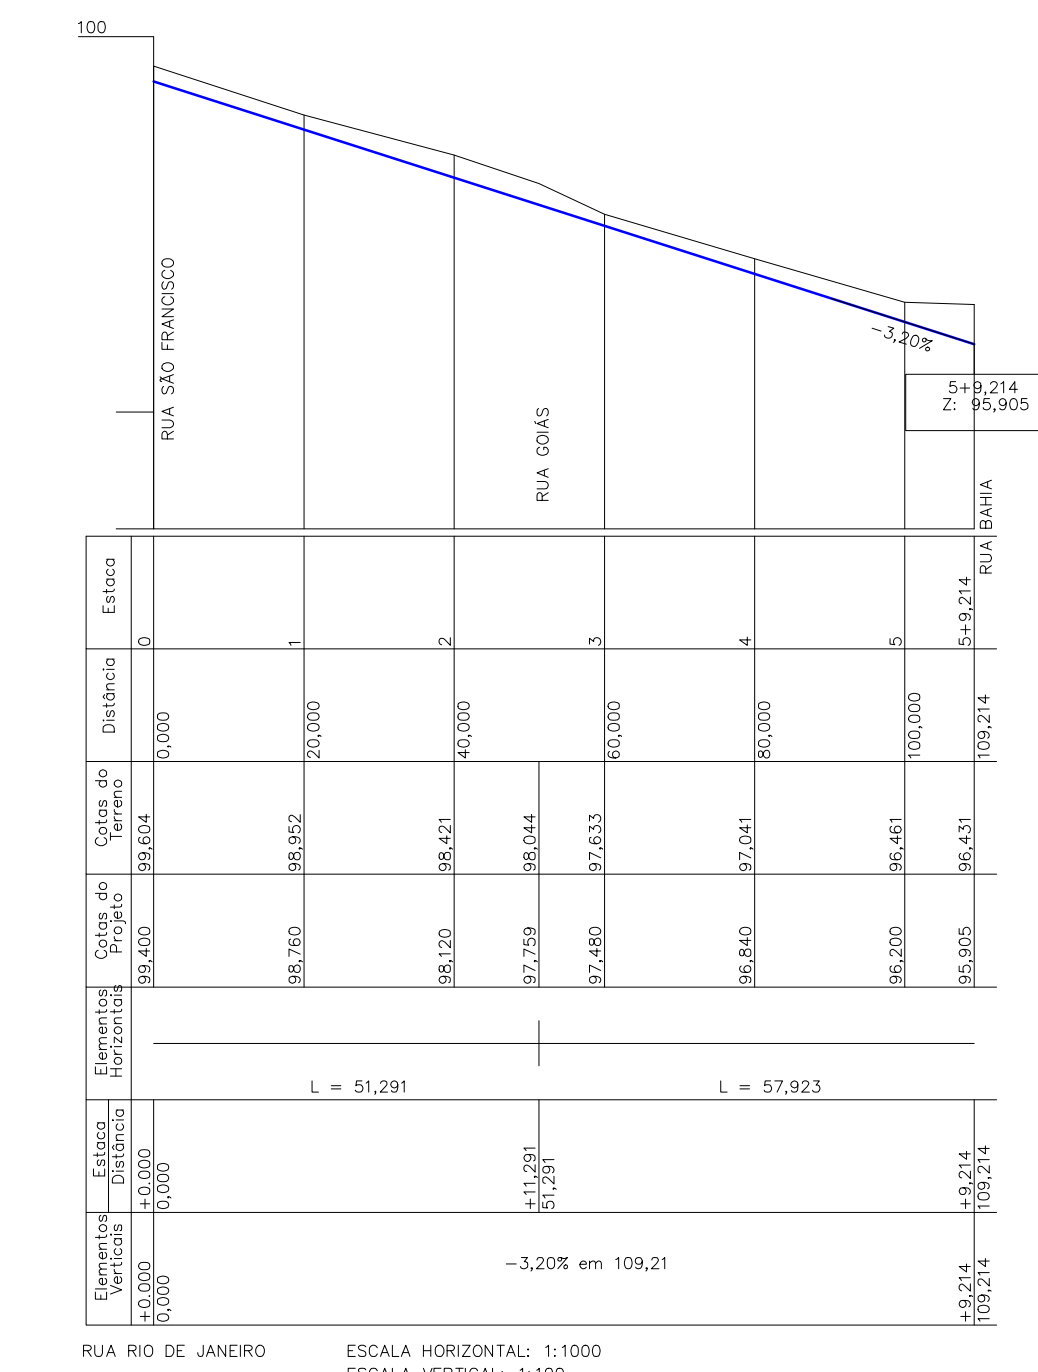 100
RUA SÃO FRANCISCO
RUA GOIÁS
-3,20%
5+9,214
Z: 95,905
RUA BAHIA
Estaca
0
1
2
3
4
5
5+9,214
Distância
0,000
20,000
40,000
60,000
80,000
100,000
109,214
Cotas do
Terreno
99,604
98,952
98,421
98,044
97,633
97,041
96,461
96,431
Cotas do
Projeto
99,400
98,760
98,120
97,759
97,480
96,840
96,200
95,905
Elementos
Horizontais
L = 51,291
L = 57,923
Estaca
Distância
+0.000
0,000
+11,291
51,291
+9,214
109,214
Elementos
Verticais
+0.000
0,000
-3,20% em 109,21
+9,214
109,214
RUA RIO DE JANEIRO
ESCALA HORIZONTAL: 1:1000
ESCALA VERTICAL: 1:100